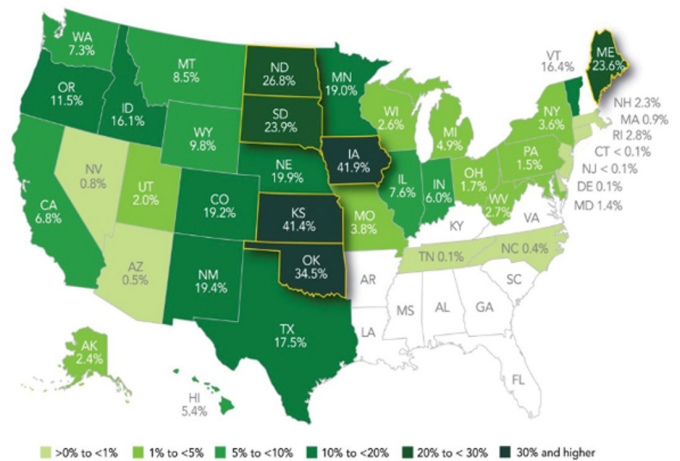 WA
7.3%
MT
8.5%
ND
26.8%
MN
19.0%
VT
16.4%
ME
23.6%
OR
11.5%
ID
16.1%
SD
23.9%
WI
2.6%
MI
4.9%
NY
3.6%
NH 2.3%
MA 0.9%
RI 2.8%
CT < 0.1%
NJ < 0.1%
DE 0.1%
MD 1.4%
WY
9.8%
IA
41.9%
NE
19.9%
IL
7.6%
IN
6.0%
OH
1.7%
PA
1.5%
WV
2.7%
VA
NV
0.8%
UT
2.0%
CO
19.2%
KS
41.4%
MO
3.8%
KY
CA
6.8%
AZ
0.5%
NM
19.4%
OK
34.5%
AR
TN 0.1%
NC 0.4%
SC
TX
17.5%
LA
MS
AL
GA
FL
AK
2.4%
HI
5.4%
>0% to <1%
1% to <5%
5% to <10%
10% to <20%
20% to < 30%
30% and higher